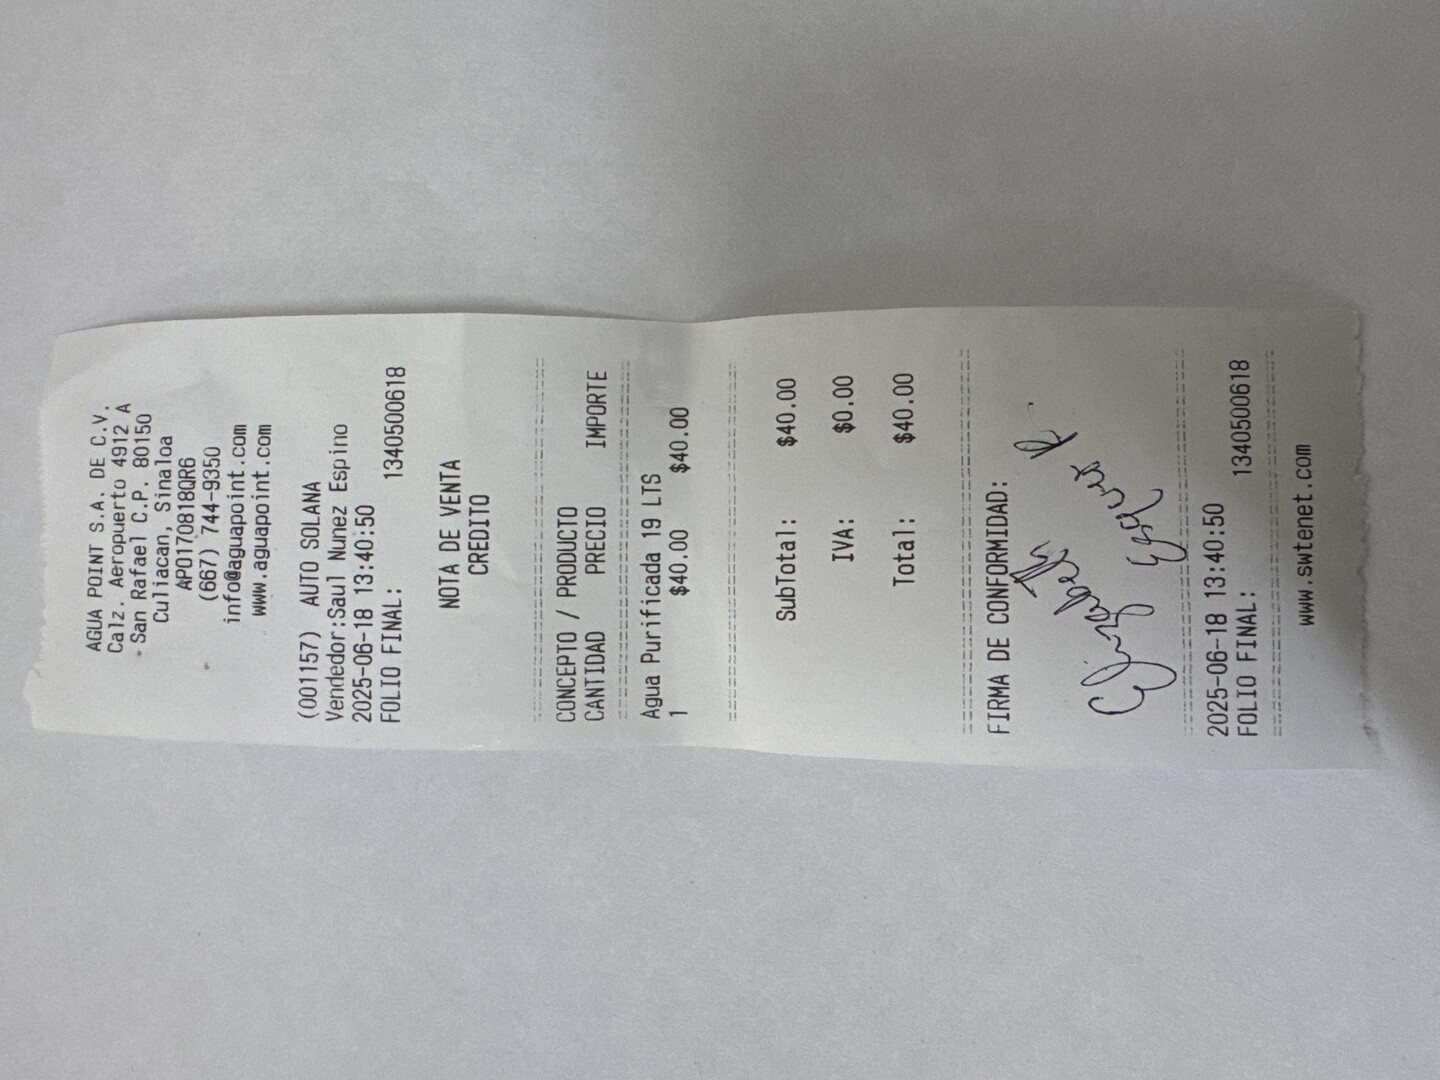 AGUA POINT S.A. DE C.V.
Calz. Aeropuerto 4912 A
- San Rafael C.P. 80150
Culiacan, Sinaloa
APO170818QR6
(667) 744-9350
info@aguapoint.com
www.aguapoint.com
(001157) AUTO SOLANA
Vendedor:Saul Nunez Espino
2025-06-18 13:40:50
FOLIO FINAL: 1340500618
NOTA DE VENTA
CREDITO
CONCEPTO / PRODUCTO
CANTIDAD PRECIO IMPORTE
Agua Purificada 19 LTS
1 $40.00 $40.00
SubTotal: $40.00
IVA: $0.00
Total: $40.00
FIRMA DE CONFORMIDAD:
Elizabeth
2025-06-18 13:40:50
FOLIO FINAL: 1340500618
www.swtenet.com